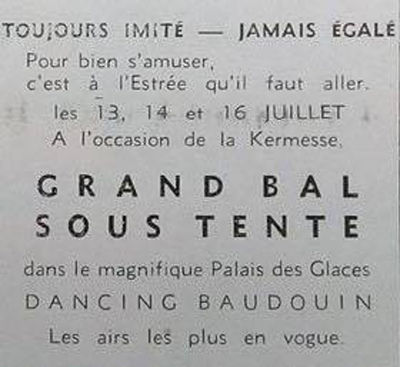 TOUJOURS IMITÉ — JAMAIS ÉGALÉ
Pour bien s'amuser,
c'est à l'Estrée qu'il faut aller.
les 13, 14 et 16 JUILLET
A l'occasion de la Kermesse,
GRAND BAL
SOUS TENTE
dans le magnifique Palais des Glaces
DANCING BAUDOUIN
Les airs les plus en vogue.